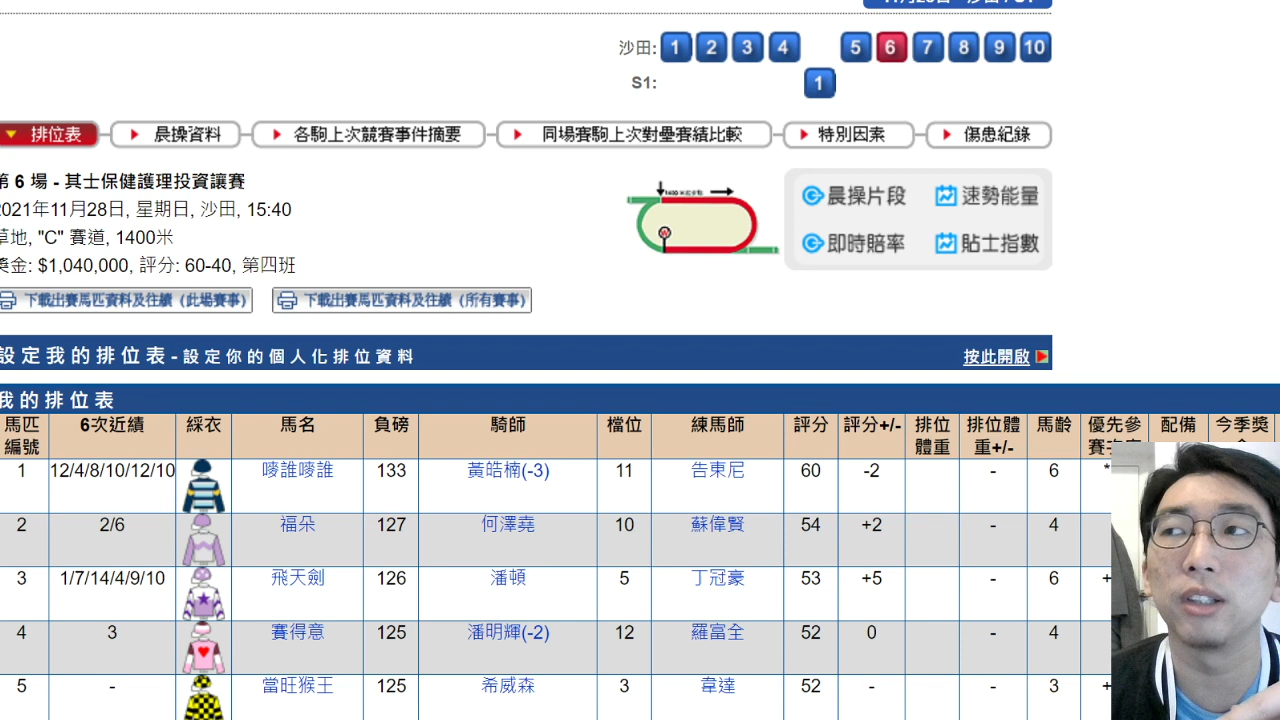 沙田: 1 2 3 4 5 6 7 8 9 10
S1: 1
排位表 晨操資料 各駒上次競賽事件摘要 同場賽駒上次對壘賽績比較 特別因素 傷患紀錄
第 6 場 - 其士保健護理投資讓賽
2021年11月28日, 星期日, 沙田, 15:40
草地, "C" 賽道, 1400米
獎金: $1,040,000, 評分: 60-40, 第四班
晨操片段 速勢能量
即時賠率 貼士指數
下載出賽馬匹資料及往績 (此場賽事) 下載出賽馬匹資料及往績 (所有賽事)
設定我的排位表 - 設定你的個人化排位資料 按此開啟
我的排位表
馬匹編號 6次近績 綵衣 馬名 負磅 騎師 檔位 練馬師 評分 評分+/- 排位體重 排位體重+/- 馬齡 優先參賽 配備 今季獎
1 12/4/8/10/12/10 嘜誰嘜誰 133 黃皓楠(-3) 11 告東尼 60 -2 - 6 *
2 2/6 福朵 127 何澤堯 10 蘇偉賢 54 +2 - 4
3 1/7/14/4/9/10 飛天劍 126 潘頓 5 丁冠豪 53 +5 - 6 +
4 3 賽得意 125 潘明輝(-2) 12 羅富全 52 0 - 4
5 - 當旺猴王 125 希威森 3 韋達 52 - - 3 +